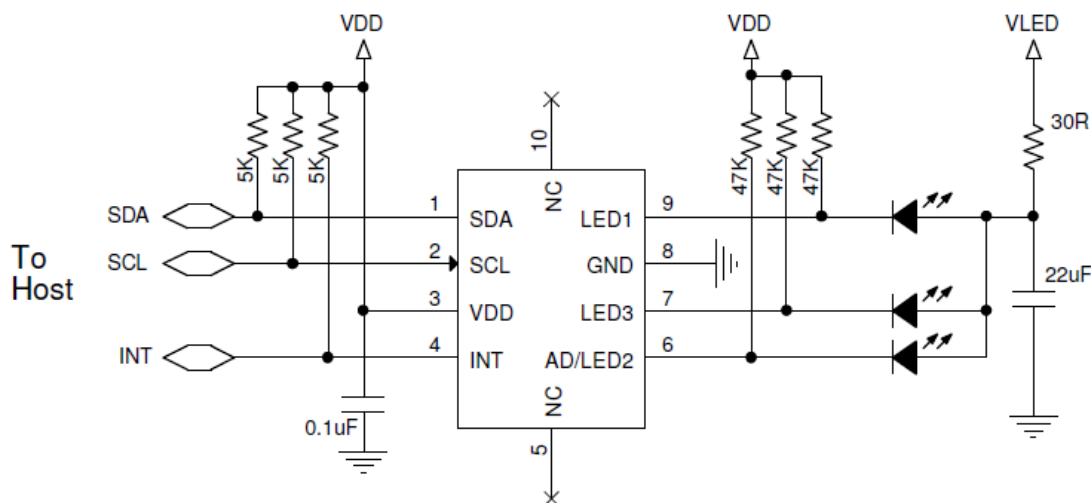 VDD
VDD
VLED
5K
5K
5K
10
NC
47K
47K
47K
30R
SDA
1
SDA
LED1
9
To
Host
SCL
2
SCL
GND
8
22uF
3
VDD
LED3
7
INT
4
INT
AD/LED2
6
0.1uF
NC
5